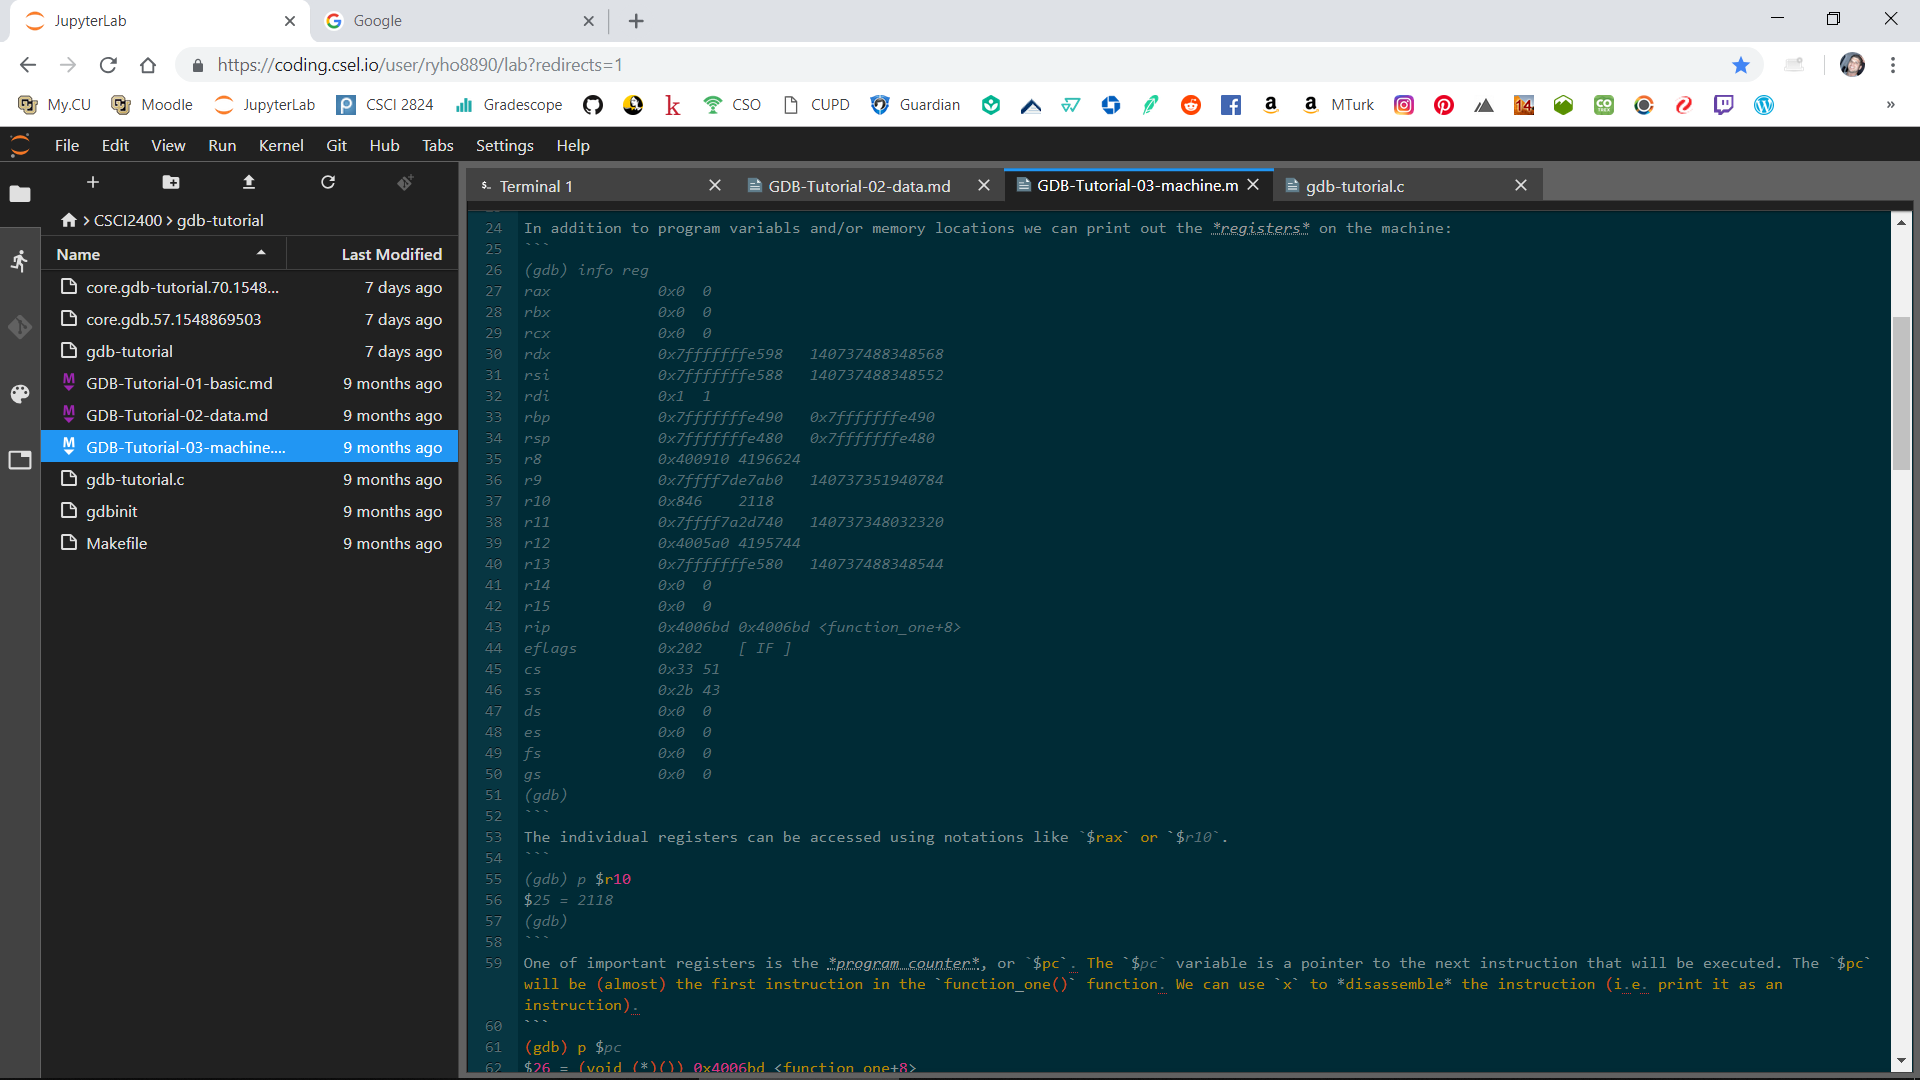 JupyterLab
Google
https://coding.csel.io/user/ryho8890/lab?redirects=1
My.CU Moodle JupyterLab CSCI 2824 Gradescope k CSO CUPD Guardian a a MTurk »
File Edit View Run Kernel Git Hub Tabs Settings Help
Terminal 1
GDB-Tutorial-02-data.md
GDB-Tutorial-03-machine.m
gdb-tutorial.c
CSCI2400 > gdb-tutorial
Name Last Modified
core.gdb-tutorial.70.1548... 7 days ago
core.gdb.57.1548869503 7 days ago
gdb-tutorial 7 days ago
GDB-Tutorial-01-basic.md 9 months ago
GDB-Tutorial-02-data.md 9 months ago
GDB-Tutorial-03-machine.... 9 months ago
gdb-tutorial.c 9 months ago
gdbinit 9 months ago
Makefile 9 months ago
24 In addition to program variabls and/or memory locations we can print out the *registers* on the machine:
25 ```
26 (gdb) info reg
27 rax 0x0 0
28 rbx 0x0 0
29 rcx 0x0 0
30 rdx 0x7fffffffe598 140737488348568
31 rsi 0x7fffffffe588 140737488348552
32 rdi 0x1 1
33 rbp 0x7fffffffe490 0x7fffffffe490
34 rsp 0x7fffffffe480 0x7fffffffe480
35 r8 0x400910 4196624
36 r9 0x7ffff7de7ab0 140737351940784
37 r10 0x846 2118
38 r11 0x7ffff7a2d740 140737348032320
39 r12 0x4005a0 4195744
40 r13 0x7fffffffe580 140737488348544
41 r14 0x0 0
42 r15 0x0 0
43 rip 0x4006bd 0x4006bd <function_one+8>
44 eflags 0x202 [ IF ]
45 cs 0x33 51
46 ss 0x2b 43
47 ds 0x0 0
48 es 0x0 0
49 fs 0x0 0
50 gs 0x0 0
51 (gdb)
52 ```
53 The individual registers can be accessed using notations like `$rax` or `$r10`.
54 ```
55 (gdb) p $r10
56 $25 = 2118
57 (gdb)
58 ```
59 One of important registers is the *program counter*, or `$pc`. The `$pc` variable is a pointer to the next instruction that will be executed. The `$pc`
will be (almost) the first instruction in the `function_one()` function. We can use `x` to *disassemble* the instruction (i.e. print it as an
instruction).
60 ```
61 (gdb) p $pc
62 $26 = (void (*)()) 0x4006bd <function_one+8>